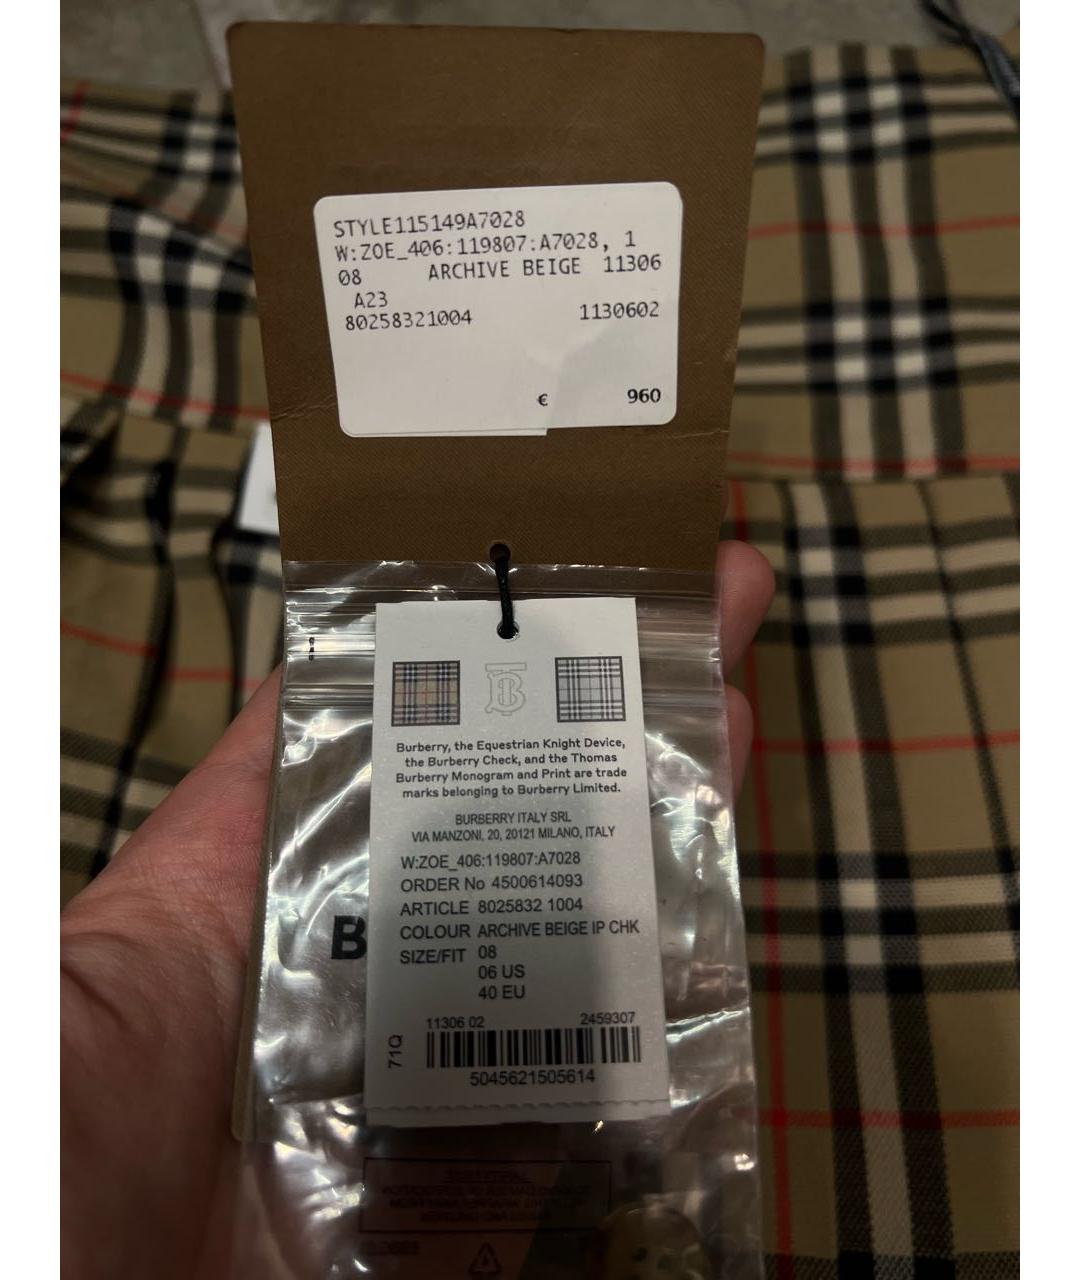 STYLE115149A7028
W:ZOE_406:119807:A7028, 1
08 ARCHIVE BEIGE 11306
A23
80258321004 1130602
€ 960
Burberry, the Equestrian Knight Device,
the Burberry Check, and the Thomas
Burberry Monogram and Print are trade
marks belonging to Burberry Limited.
BURBERRY ITALY SRL
VIA MANZONI, 20, 20121 MILANO, ITALY
W:ZOE_406:119807:A7028
ORDER No 4500614093
ARTICLE 8025832 1004
COLOUR ARCHIVE BEIGE IP CHK
SIZE/FIT 08
06 US
40 EU
11306 02 2459307
71Q
5045621505614
B